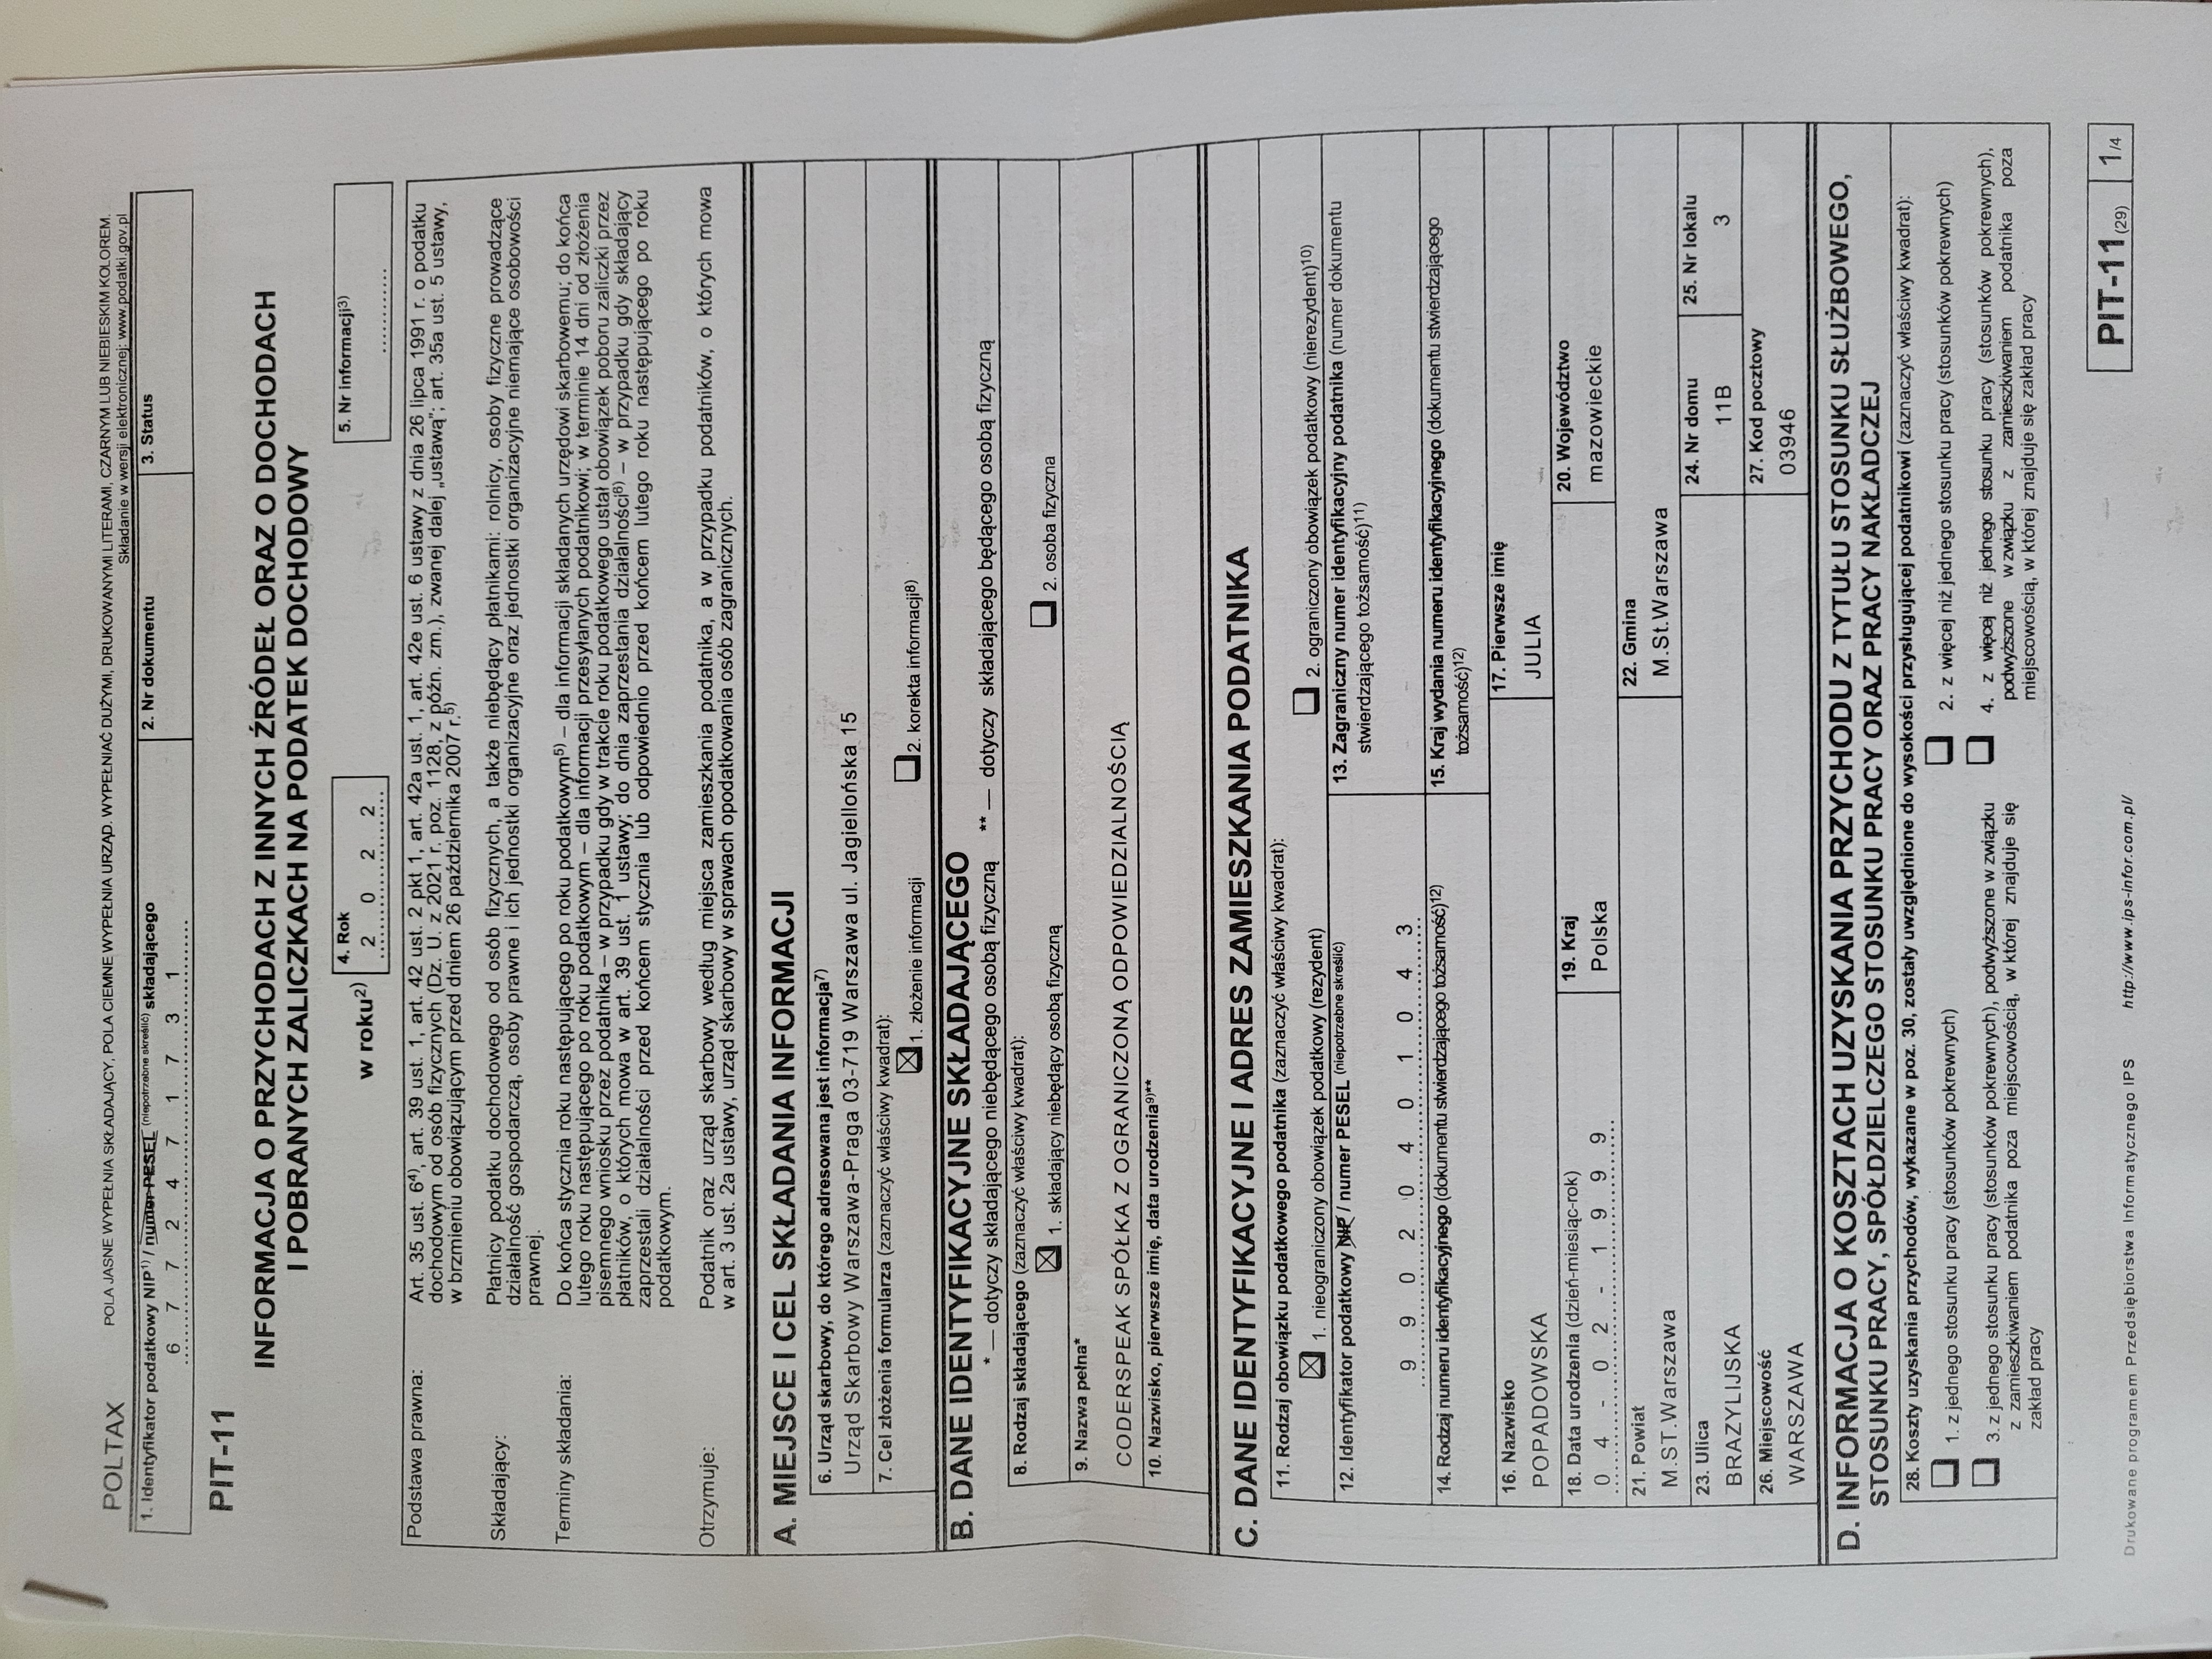 POLTAX
POLA JASNE WYPEŁNIA SKŁADAJĄCY, POLA CIEMNE WYPEŁNIA URZĄD. WYPEŁNIAĆ DUŻYMI, DRUKOWANYMI LITERAMI, CZARNYM LUB NIEBIESKIM KOLOREM.
Składanie w wersji elektronicznej: www.podatki.gov.pl
1. Identyfikator podatkowy NIP1) / numer PESEL (niepotrzebne skreślić) składającego
6 7 7 2 4 7 1 7 3 1
2. Nr dokumentu
3. Status
PIT-11
INFORMACJA O PRZYCHODACH Z INNYCH ŹRÓDEŁ ORAZ O DOCHODACH
I POBRANYCH ZALICZKACH NA PODATEK DOCHODOWY
w roku2)
4. Rok
2 0 2 2
5. Nr informacji3)
Podstawa prawna:
Art. 35 ust. 64), art. 39 ust. 1, art. 42 ust. 2 pkt 1, art. 42a ust. 1, art. 42e ust. 6 ustawy z dnia 26 lipca 1991 r. o podatku
dochodowym od osób fizycznych (Dz. U. z 2021 r. poz. 1128, z późn. zm.), zwanej dalej „ustawą”; art. 35a ust. 5 ustawy,
w brzmieniu obowiązującym przed dniem 26 października 2007 r.5)
Składający:
Płatnicy podatku dochodowego od osób fizycznych, a także niebędący płatnikami: rolnicy, osoby fizyczne prowadzące
działalność gospodarczą, osoby prawne i ich jednostki organizacyjne oraz jednostki organizacyjne niemające osobowości
prawnej.
Terminy składania:
Do końca stycznia roku następującego po roku podatkowym5) – dla informacji składanych urzędowi skarbowemu; do końca
lutego roku następującego po roku podatkowym – dla informacji przesyłanych podatnikowi; w terminie 14 dni od złożenia
pisemnego wniosku przez podatnika – w przypadku gdy w trakcie roku podatkowego ustał obowiązek poboru zaliczki przez
płatników, o których mowa w art. 39 ust. 1 ustawy; do dnia zaprzestania działalności6) – w przypadku gdy składający
zaprzestali działalności przed końcem stycznia lub odpowiednio przed końcem lutego roku następującego po roku
podatkowym.
Otrzymuje:
Podatnik oraz urząd skarbowy według miejsca zamieszkania podatnika, a w przypadku podatników, o których mowa
w art. 3 ust. 2a ustawy, urząd skarbowy w sprawach opodatkowania osób zagranicznych.
A. MIEJSCE I CEL SKŁADANIA INFORMACJI
6. Urząd skarbowy, do którego adresowana jest informacja7)
Urząd Skarbowy Warszawa-Praga 03-719 Warszawa ul. Jagiellońska 15
7. Cel złożenia formularza (zaznaczyć właściwy kwadrat):
1. złożenie informacji
2. korekta informacji8)
B. DANE IDENTYFIKACYJNE SKŁADAJĄCEGO
* — dotyczy składającego niebędącego osobą fizyczną ** — dotyczy składającego będącego osobą fizyczną
8. Rodzaj składającego (zaznaczyć właściwy kwadrat):
1. składający niebędący osobą fizyczną
2. osoba fizyczna
9. Nazwa pełna*
CODERSPEAK SPÓŁKA Z OGRANICZONĄ ODPOWIEDZIALNOŚCIĄ
10. Nazwisko, pierwsze imię, data urodzenia9)**
C. DANE IDENTYFIKACYJNE I ADRES ZAMIESZKANIA PODATNIKA
11. Rodzaj obowiązku podatkowego podatnika (zaznaczyć właściwy kwadrat):
1. nieograniczony obowiązek podatkowy (rezydent)
2. ograniczony obowiązek podatkowy (nierezydent)10)
12. Identyfikator podatkowy NIP / numer PESEL (niepotrzebne skreślić)
9 9 0 2 0 4 0 1 0 4 3
13. Zagraniczny numer identyfikacyjny podatnika (numer dokumentu
stwierdzającego tożsamość)11)
14. Rodzaj numeru identyfikacyjnego (dokumentu stwierdzającego tożsamość)12)
15. Kraj wydania numeru identyfikacyjnego (dokumentu stwierdzającego
tożsamość)12)
16. Nazwisko
POPADOWSKA
17. Pierwsze imię
JULIA
18. Data urodzenia (dzień-miesiąc-rok)
0 4 - 0 2 - 1 9 9 9
19. Kraj
Polska
20. Województwo
mazowieckie
21. Powiat
M.ST.Warszawa
22. Gmina
M.St.Warszawa
23. Ulica
BRAZYLIJSKA
24. Nr domu
11B
25. Nr lokalu
3
26. Miejscowość
WARSZAWA
27. Kod pocztowy
03946
D. INFORMACJA O KOSZTACH UZYSKANIA PRZYCHODU Z TYTUŁU STOSUNKU SŁUŻBOWEGO,
STOSUNKU PRACY, SPÓŁDZIELCZEGO STOSUNKU PRACY ORAZ PRACY NAKŁADCZEJ
28. Koszty uzyskania przychodów, wykazane w poz. 30, zostały uwzględnione do wysokości przysługującej podatnikowi (zaznaczyć właściwy kwadrat):
1. z jednego stosunku pracy (stosunków pokrewnych)
2. z więcej niż jednego stosunku pracy (stosunków pokrewnych)
3. z jednego stosunku pracy (stosunków pokrewnych), podwyższone w związku
z zamieszkiwaniem podatnika poza miejscowością, w której znajduje się
zakład pracy
4. z więcej niż jednego stosunku pracy (stosunków pokrewnych),
podwyższone w związku z zamieszkiwaniem podatnika poza
miejscowością, w której znajduje się zakład pracy
Drukowane programem Przedsiębiorstwa Informatycznego IPS http://www.ips-infor.com.pl/
PIT-11(29) 1/4